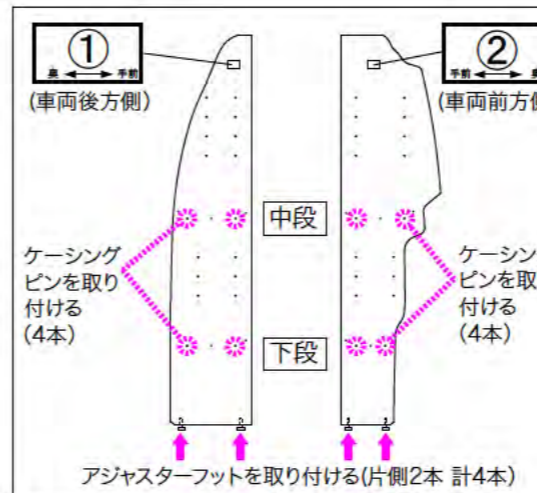 ①
奥 ⟷ 手前
(車両後方側)
②
手前 ⟷ 奥
(車両前方側
中段
ケーシング
ピンを取り
付ける
(4本)
ケーシン
ピンを取
付ける
(4本)
下段
アジャスターフットを取り付ける(片側2本 計4本)